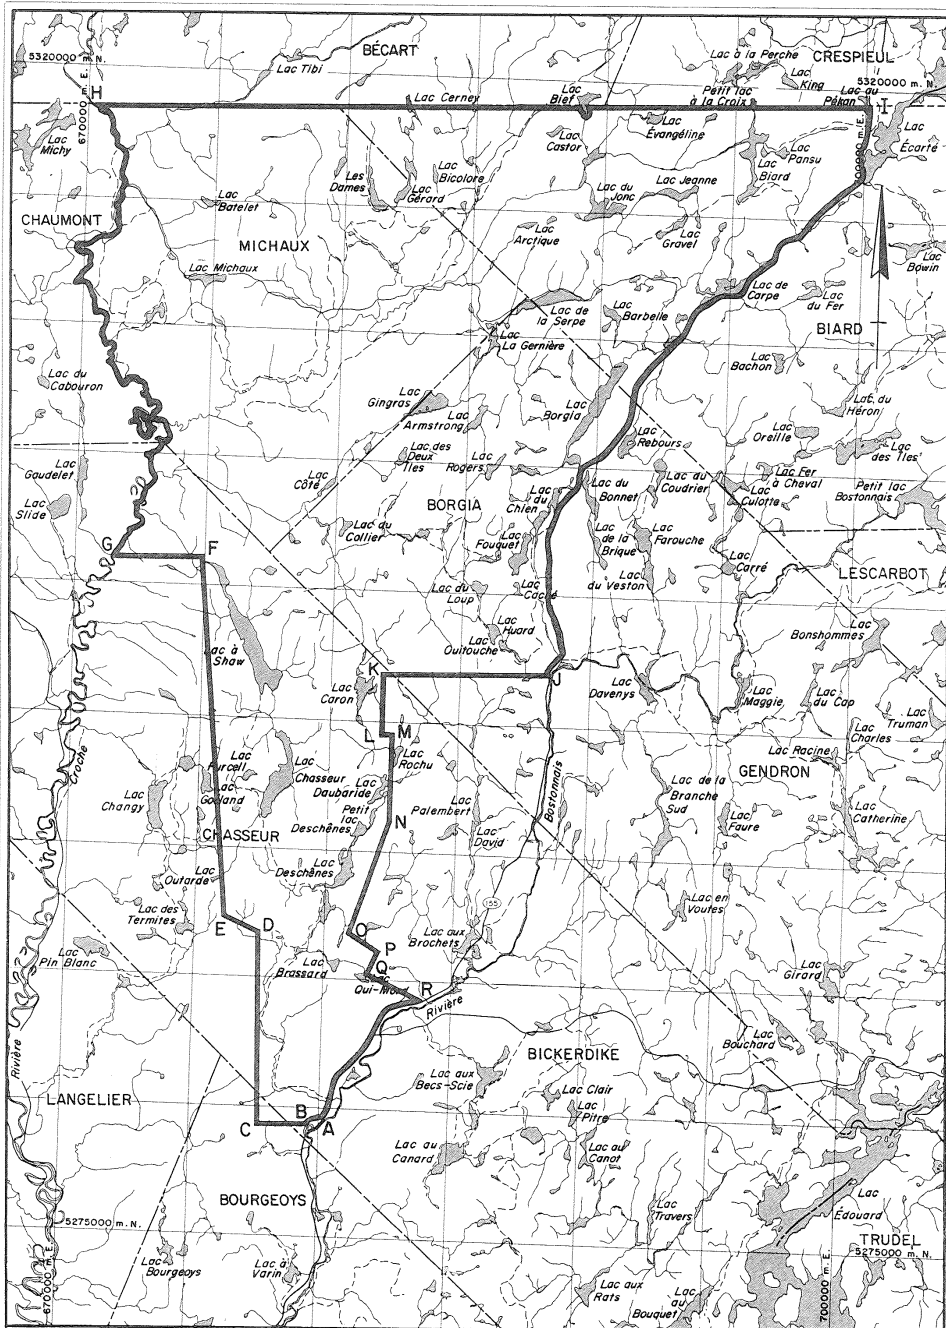 BÉCART
CRESPIEUL
Lac à la Perche
5320000 m. N.
Lac Tibi
Lac
King
5320000 m. N.
H
Lac Cerney
Lac
Bief
Petit lac
à la Croix
Lac au
Pékan
I
670000 m. E.
Lac
Michy
Lac
Castor
Lac
Évangéline
Lac
Pansu
Lac
Écarté
Lac
Biard
Les
Dames
Lac
Bicolore
Lac
Gérard
Lac
Batelet
Lac du
Jonc
Lac Jeanne
CHAUMONT
MICHAUX
Lac
Arctique
Lac
Gravel
Lac
Bowin
Lac Michaux
Lac de
la Serpe
Lac
Barbelle
Lac de
Carpe
Lac
du Fer
BIARD
Lac
La Gernière
Lac
Bachon
Lac du
Cabouron
Lac
Gingras
Lac
Armstrong
Lac
Borgia
Lac du
Héron
Lac
Rebours
Lac
Oreille
Lac
des Îles
Lac
Gaudelet
Lac des
Deux
Îles
Lac
Rogers
Lac
Côté
Lac du
Bonnet
Lac du
Coudrier
Lac Fer
à Cheval
Lac
Culotte
Petit lac
Bostonnais
Lac
Slide
BORGIA
Lac
du
Chien
Lac du
Collier
Lac
Fouquet
Lac
de la
Brique
Lac
Farouche
G
F
Lac
Carré
LESCARBOT
Lac du
Loup
Lac
du
Caché
Lac
du Veston
Lac
Huard
Lac
Ouitouche
Lac
Bonshommes
Lac à
Shaw
K
J
Lac
Caron
Lac
Davenys
Lac
Maggie
Lac
du Cap
Lac
Truman
L
M
Lac
Charles
Lac
Rochu
Lac Racine
Croche
Lac
Purcell
Lac
Chasseur
GENDRON
Lac
Changy
Lac
Daubaride
Lac de la
Branche
Sud
Bostonnais
Petit
lac
Deschênes
N
Lac
Palembert
Lac
Faure
Lac
Catherine
CHASSEUR
Lac
David
Lac
Outarde
Lac
Deschênes
Lac en
Voutes
155
Lac des
Termites
E
D
O
P
Lac aux
Brochets
Lac
Pin Blanc
Lac
Brassard
Q
Lac
Girard
R
Rivière
Lac
Bouchard
BICKERDIKE
Rivière
Lac aux
Becs-Scie
LANGELIER
Lac Clair
Lac
Pitre
B
C
A
Lac au
Canard
Lac au
Canot
BOURGEOYS
Lac
Travers
Lac
Édouard
5275000 m. N.
TRUDEL
5275000 m. N.
Lac
Bourgeoys
Lac à
Varin
Lac aux
Rats
Lac
au
Bouquet
670000 m. E.
700000 m. E.